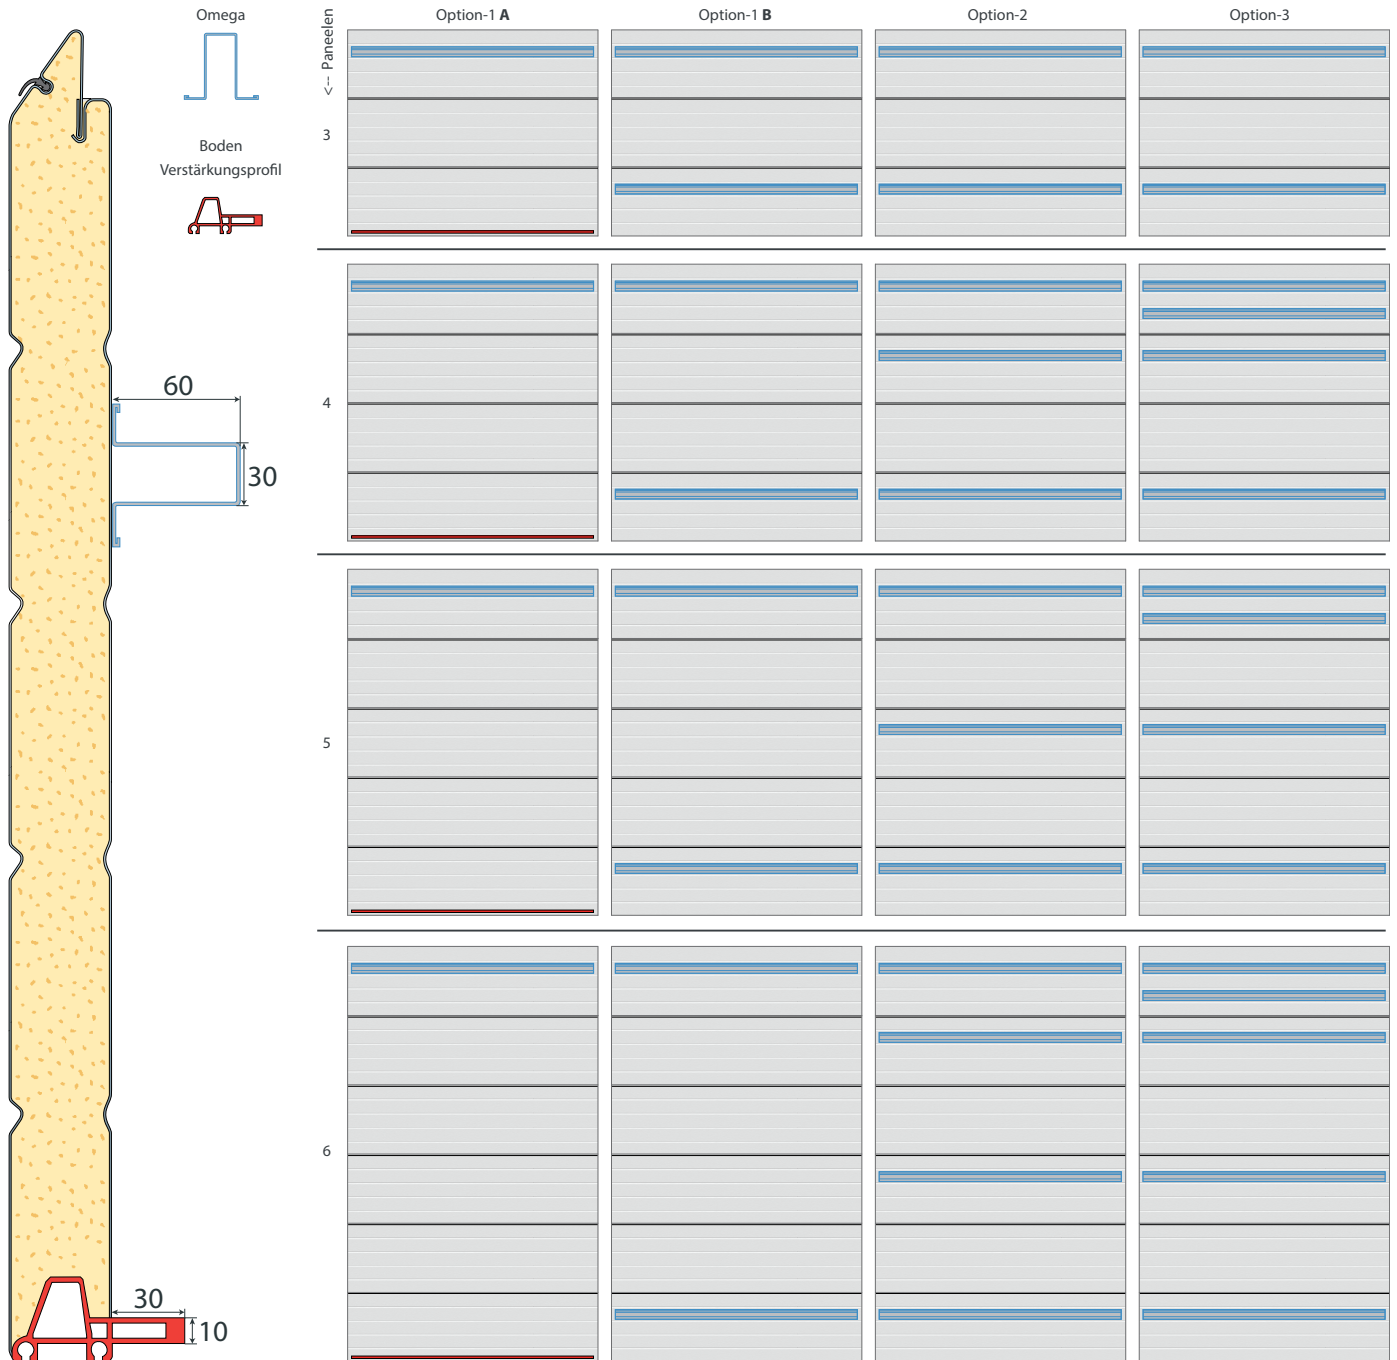 Omega
<-- Paneelen
Option-1 A
Option-1 B
Option-2
Option-3
Boden
Verstärkungsprofil
3
4
60
30
5
6
30
10